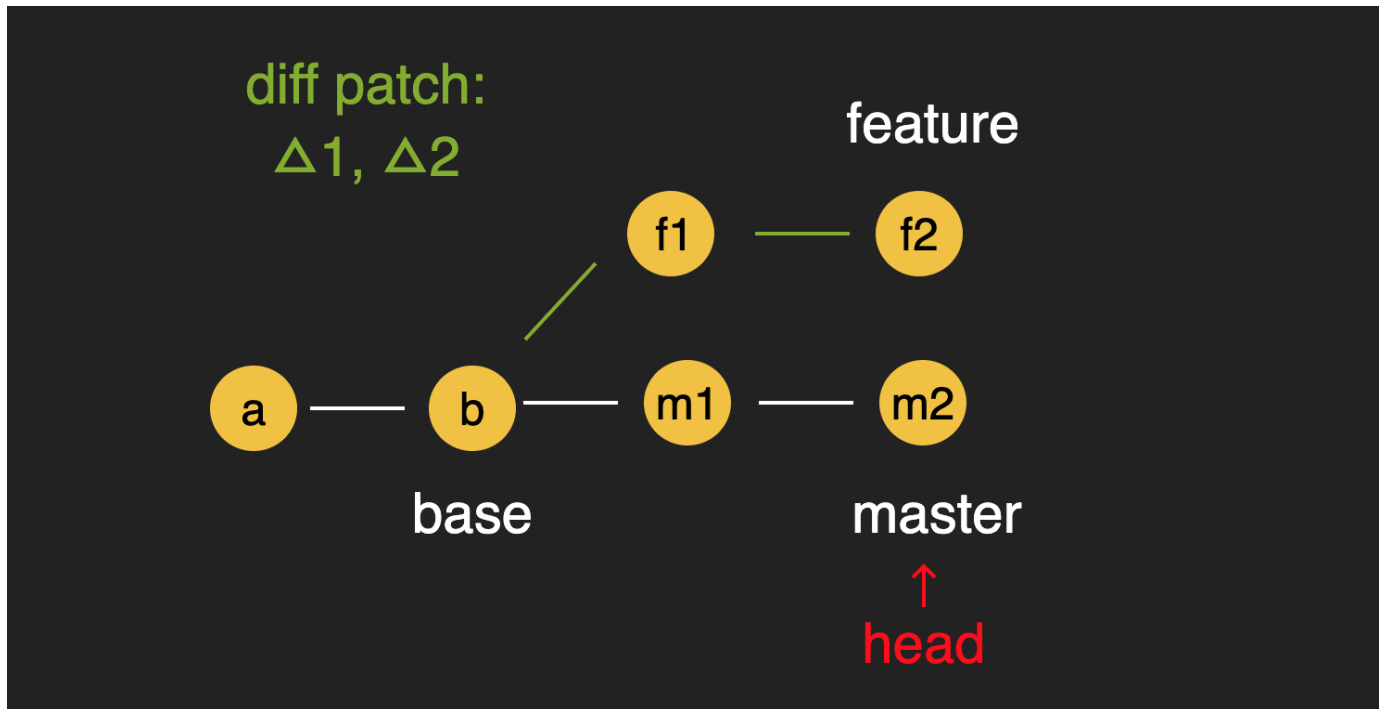 diff patch:
△1, △2
feature
f1
f2
a
b
m1
m2
base
master
↑
head